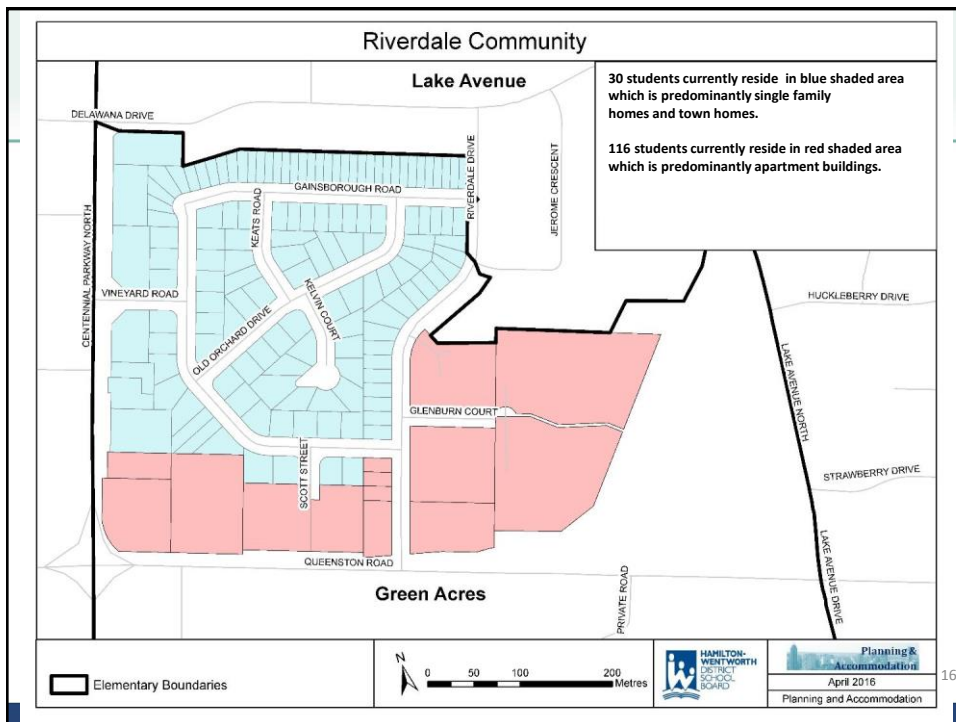 Riverdale Community
Lake Avenue
30 students currently reside in blue shaded area
which is predominantly single family
homes and town homes.
116 students currently reside in red shaded area
which is predominantly apartment buildings.
DELAWANA DRIVE
RIVERDALE DRIVE
JEROME CRESCENT
GAINSBOROUGH ROAD
KEATS ROAD
CENTENNIAL PARKWAY NORTH
VINEYARD ROAD
KELVIN COURT
OLD ORCHARD DRIVE
HUCKLEBERRY DRIVE
LAKE AVENUE NORTH
GLENBURN COURT
SCOTT STREET
STRAWBERRY DRIVE
QUEENSTON ROAD
LAKE AVENUE DRIVE
Green Acres
PRIVATE ROAD
Elementary Boundaries
N
0 50 100 200
Metres
HAMILTON-
WENTWORTH
DISTRICT
SCHOOL
BOARD
Planning &
Accommodation
April 2016
Planning and Accommodation
16